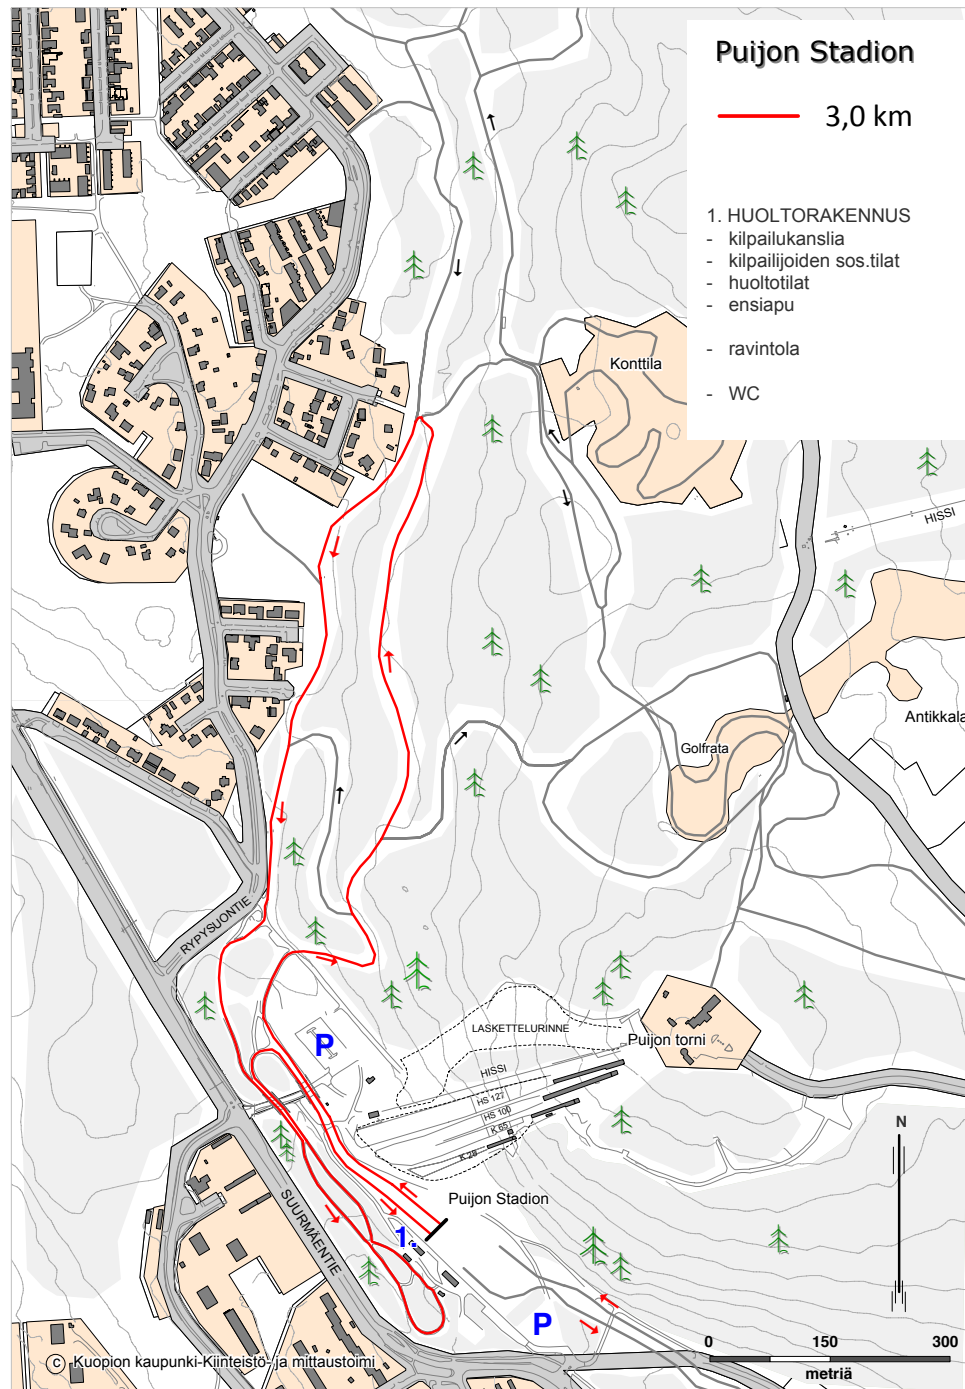 Puijon Stadion
3,0 km
1. HUOLTORAKENNUS
- kilpailukanslia
- kilpailijoiden sos.tilat
- huoltotilat
- ensiapu
- ravintola
- WC
Konttila
HISSI
Antikkala
Golfrata
RYPYSUONTIE
LASKETTELURINNE
P
Puijon torni
HISSI
HS 127
HS 100
K 65
K 28
N
Puijon Stadion
SUURMÄENTIE
1.
P
0 150 300
metriä
© Kuopion kaupunki-Kiinteistö- ja mittaustoimi